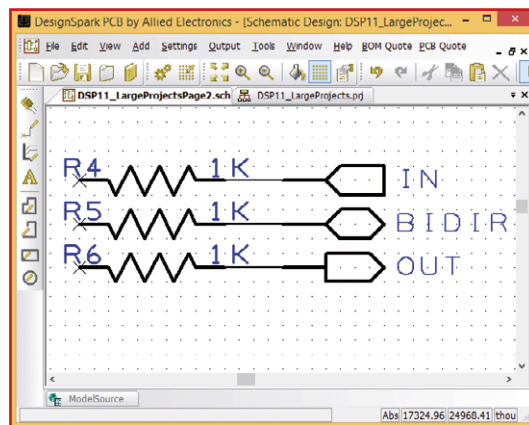 DesignSpark PCB by Allied Electronics - [Schematic Design: DSP11_LargeProjec...
File Edit View Add Settings Output Tools Window Help BOM Quote PCB Quote
DSP11_LargeProjectsPage2.sch DSP11_LargeProjects.prj
R4 1K IN
R5 1K BIDIR
R6 1K OUT
ModelSource
Abs 17324.96 24968.41 thou